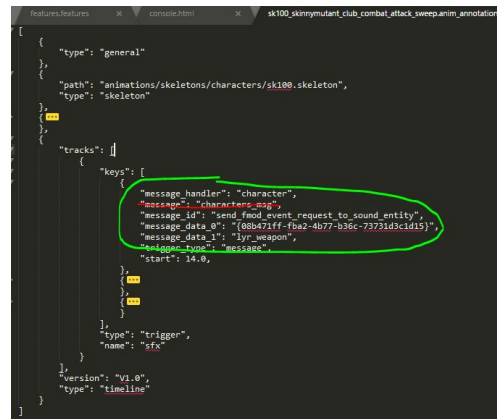 features.features × console.html × sk100_skinnymutant_club_combat_attack_sweep.anim_annotation
[
{
"type": "general"
},
{
"path": "animations/skeletons/characters/sk100.skeleton",
"type": "skeleton"
},
{
},
{
"tracks": [
{
"keys": [
{
"message_handler": "character",
"message": "characters_msg",
"message_id": "send_fmod_event_request_to_sound_entity",
"message_data_0": "{08b471ff-fba2-4b77-b36c-73731d3c1d15}",
"message_data_1": "lyr_weapon",
"trigger_type": "message",
"start": 14.0,
},
{
},
{
}
],
"type": "trigger",
"name": "sfx"
}
],
"version": "V1.0",
"type": "timeline"
}
]